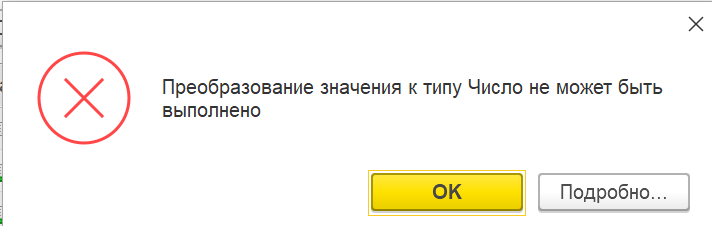 Преобразование значения к типу Число не может быть
выполнено
OK
Подробно...